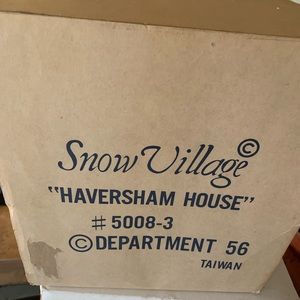 Snow Village ©
"HAVERSHAM HOUSE"
# 5008-3
© DEPARTMENT 56
TAIWAN